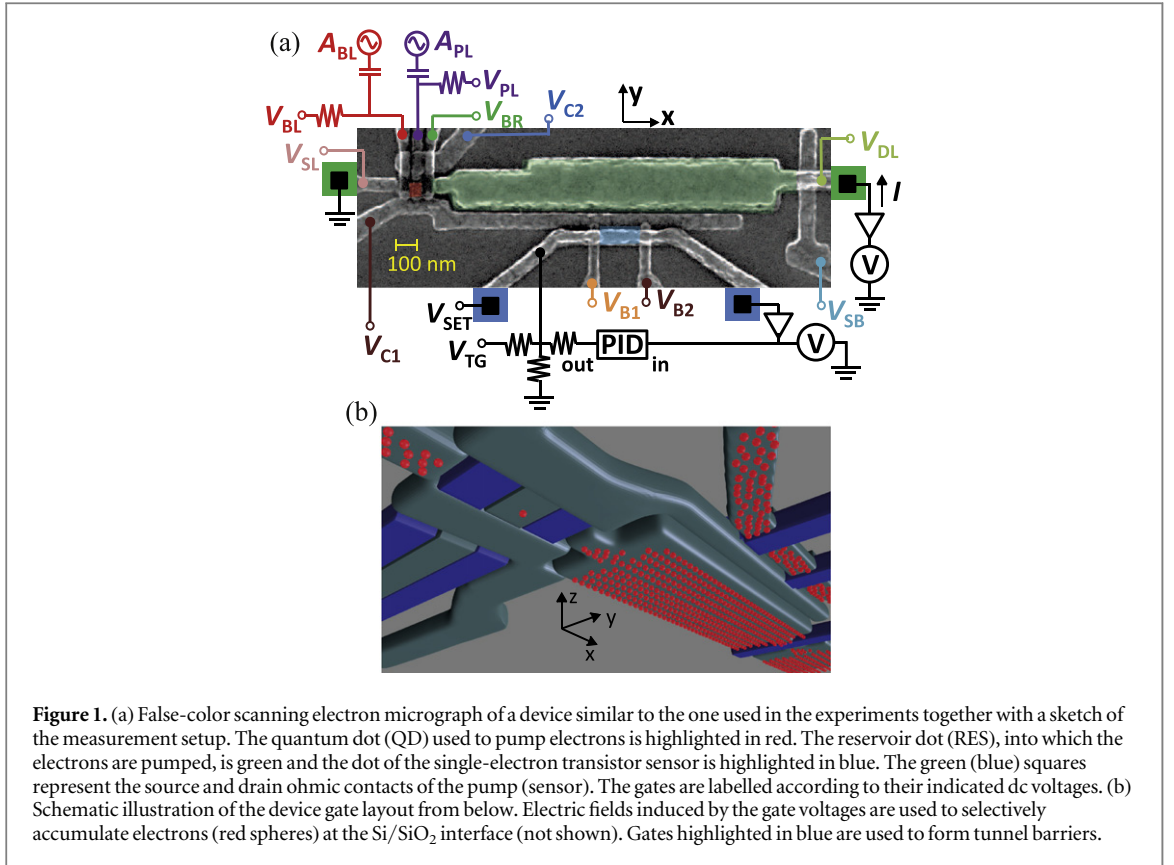 (a)
A_BL
A_PL
V_PL
V_BL
V_BR
V_C2
y
x
V_SL
V_DL
I
100 nm
V
V_B1
V_B2
V_SB
V_SET
V_C1
V_TG
PID
V
out
in
(b)
z
y
x
Figure 1. (a) False-color scanning electron micrograph of a device similar to the one used in the experiments together with a sketch of
the measurement setup. The quantum dot (QD) used to pump electrons is highlighted in red. The reservoir dot (RES), into which the
electrons are pumped, is green and the dot of the single-electron transistor sensor is highlighted in blue. The green (blue) squares
represent the source and drain ohmic contacts of the pump (sensor). The gates are labelled according to their indicated dc voltages. (b)
Schematic illustration of the device gate layout from below. Electric fields induced by the gate voltages are used to selectively
accumulate electrons (red spheres) at the Si/SiO₂ interface (not shown). Gates highlighted in blue are used to form tunnel barriers.